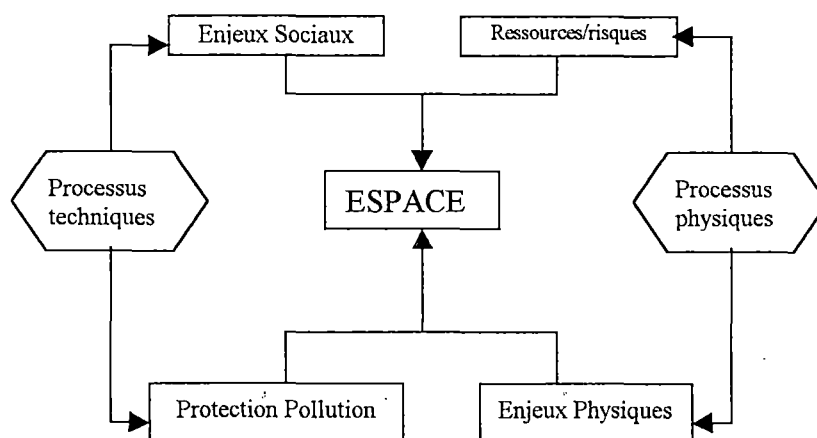 Enjeux Sociaux
Ressources/risques
Processus
techniques
ESPACE
Processus
physiques
Protection Pollution
Enjeux Physiques